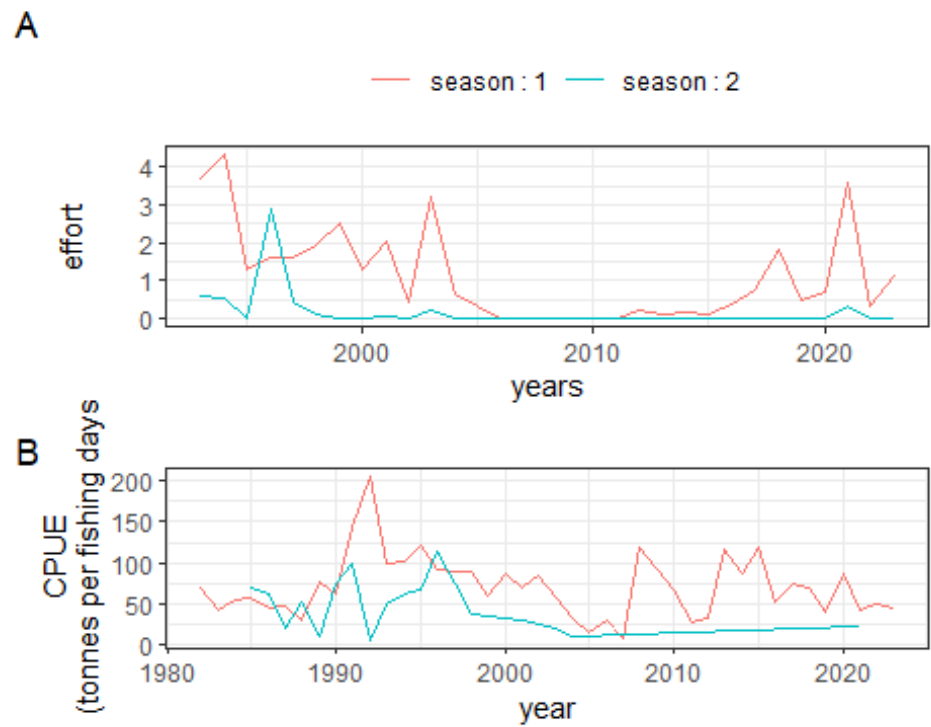 A
season : 1 season : 2
4
3
2
1
0
effort
2000 2010 2020
years
B
CPUE
(tonnes per fishing days
200
150
100
50
0
1980 1990 2000 2010 2020
year